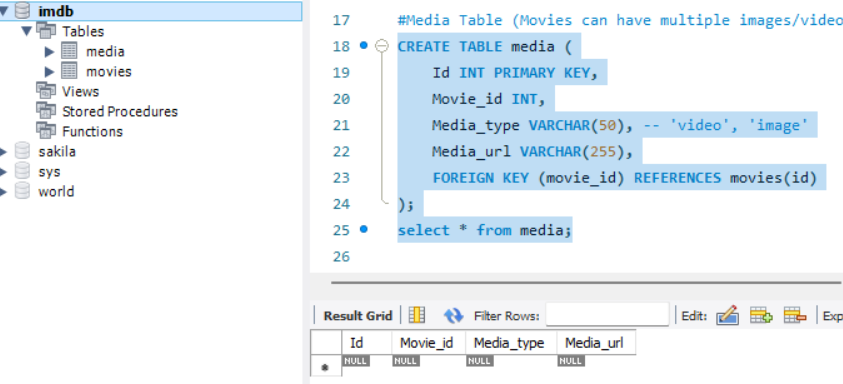 imdb
Tables
media
movies
Views
Stored Procedures
Functions
sakila
sys
world
17 #Media Table (Movies can have multiple images/video
18 CREATE TABLE media (
19 Id INT PRIMARY KEY,
20 Movie_id INT,
21 Media_type VARCHAR(50), -- 'video', 'image'
22 Media_url VARCHAR(255),
23 FOREIGN KEY (movie_id) REFERENCES movies(id)
24 );
25 select * from media;
26
Result Grid Filter Rows: Edit: Exp
Id Movie_id Media_type Media_url
* NULL NULL NULL NULL